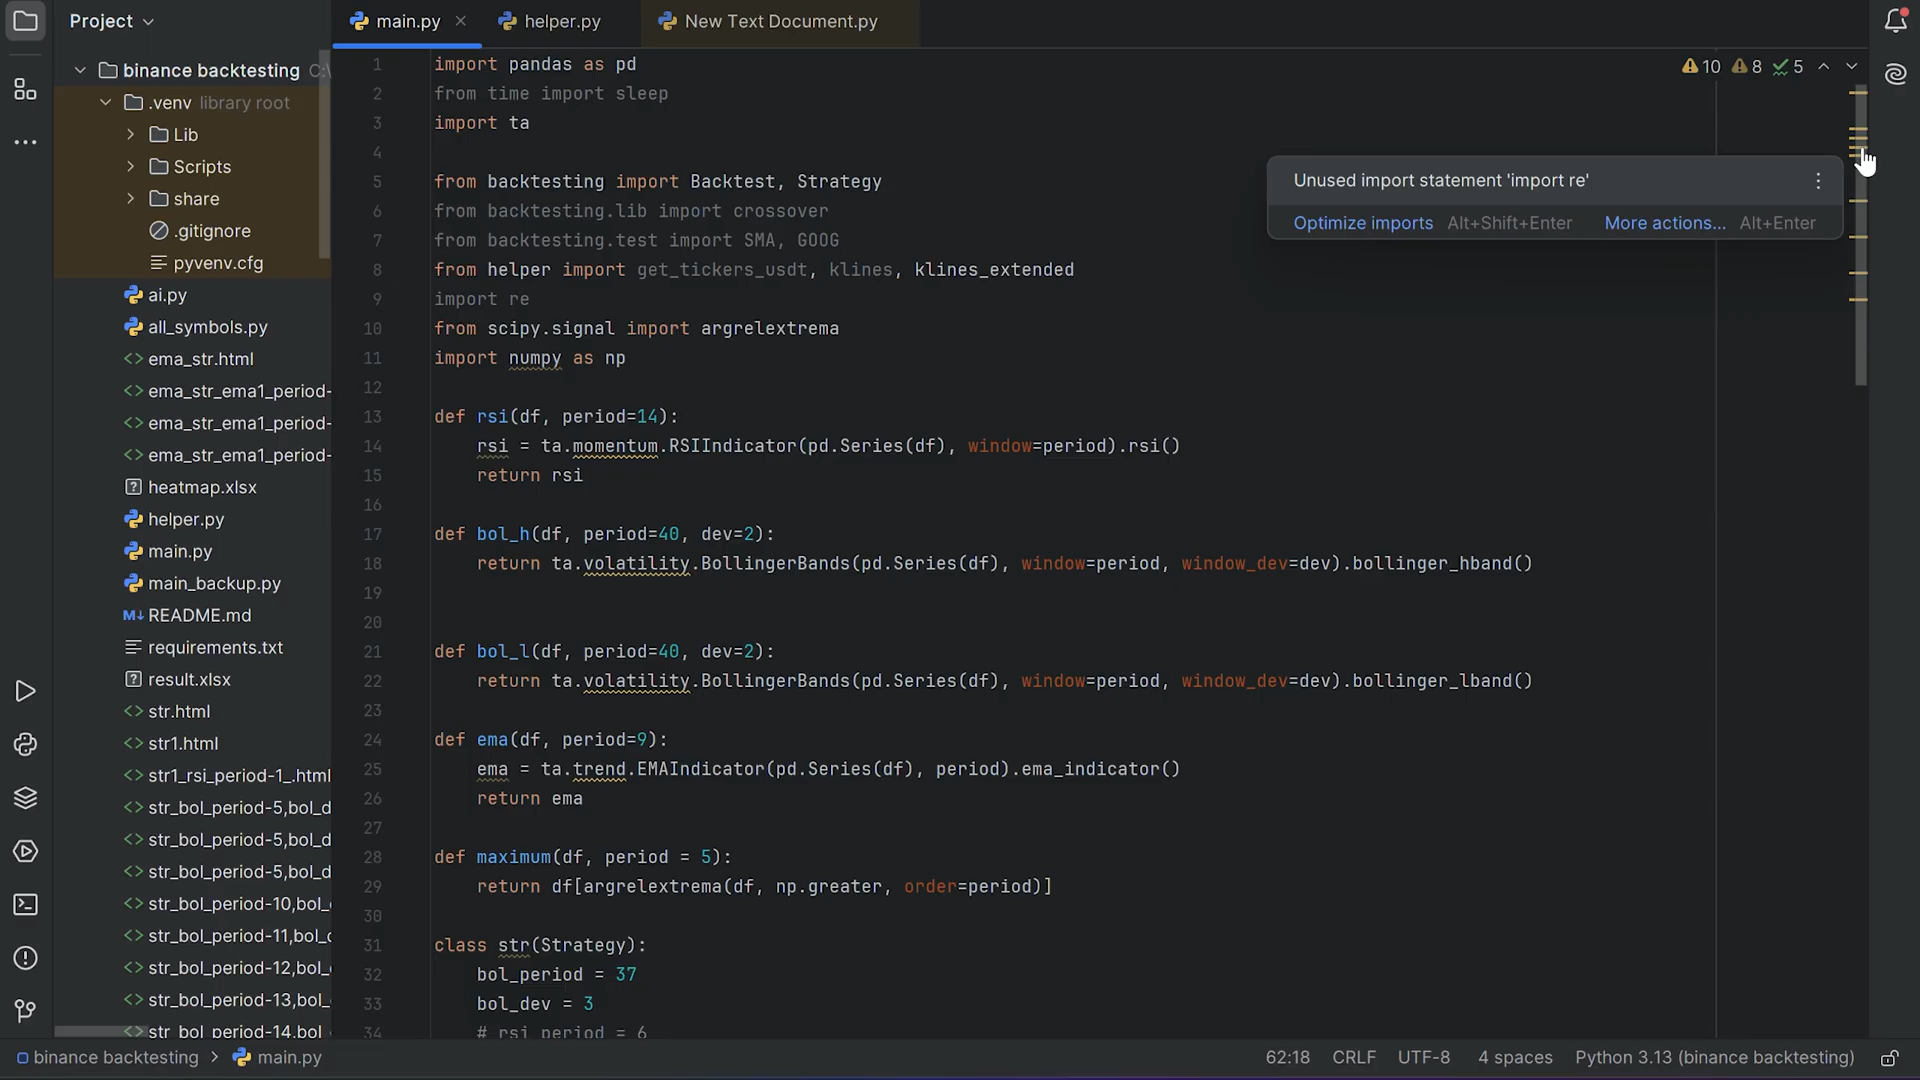 Project
main.py
helper.py
New Text Document.py
binance backtesting C:\
.venv library root
Lib
Scripts
share
.gitignore
pyvenv.cfg
ai.py
all_symbols.py
ema_str.html
ema_str_ema1_period-
ema_str_ema1_period-
ema_str_ema1_period-
heatmap.xlsx
helper.py
main.py
main_backup.py
README.md
requirements.txt
result.xlsx
str.html
str1.html
str1_rsi_period-1_.html
str_bol_period-5,bol_d
str_bol_period-5,bol_d
str_bol_period-5,bol_d
str_bol_period-10,bol_
str_bol_period-11,bol_
str_bol_period-12,bol_
str_bol_period-13,bol_
str_bol_period-14,bol_
1 import pandas as pd
2 from time import sleep
3 import ta
4
5 from backtesting import Backtest, Strategy
6 from backtesting.lib import crossover
7 from backtesting.test import SMA, GOOG
8 from helper import get_tickers_usdt, klines, klines_extended
9 import re
10 from scipy.signal import argrelextrema
11 import numpy as np
12
13 def rsi(df, period=14):
14     rsi = ta.momentum.RSIIndicator(pd.Series(df), window=period).rsi()
15     return rsi
16
17 def bol_h(df, period=40, dev=2):
18     return ta.volatility.BollingerBands(pd.Series(df), window=period, window_dev=dev).bollinger_hband()
19
20
21 def bol_l(df, period=40, dev=2):
22     return ta.volatility.BollingerBands(pd.Series(df), window=period, window_dev=dev).bollinger_lband()
23
24 def ema(df, period=9):
25     ema = ta.trend.EMAIndicator(pd.Series(df), period).ema_indicator()
26     return ema
27
28 def maximum(df, period = 5):
29     return df[argrelextrema(df, np.greater, order=period)]
30
31 class str(Strategy):
32     bol_period = 37
33     bol_dev = 3
34     # rsi_period = 6
10 8 5
Unused import statement 'import re'
Optimize imports Alt+Shift+Enter More actions... Alt+Enter
binance backtesting > main.py
62:18 CRLF UTF-8 4 spaces Python 3.13 (binance backtesting)